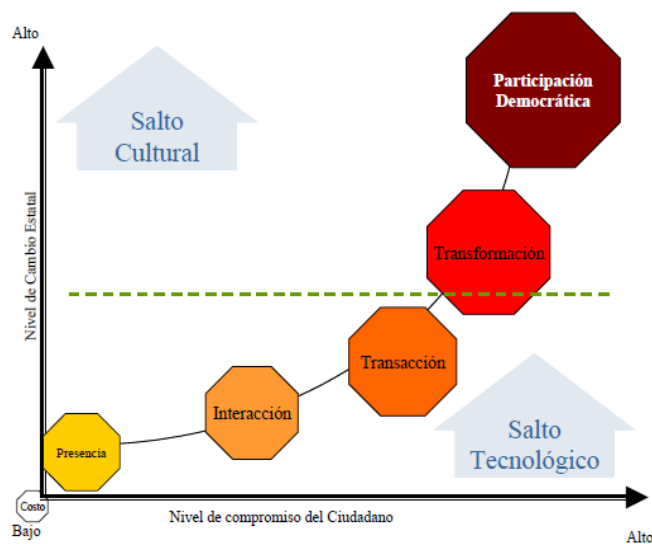 Alto
Participación
Democrática
Salto
Cultural
Nivel de Cambio Estatal
Transformación
Transacción
Interacción
Salto
Tecnológico
Presencia
Costo
Bajo
Nivel de compromiso del Ciudadano
Alto